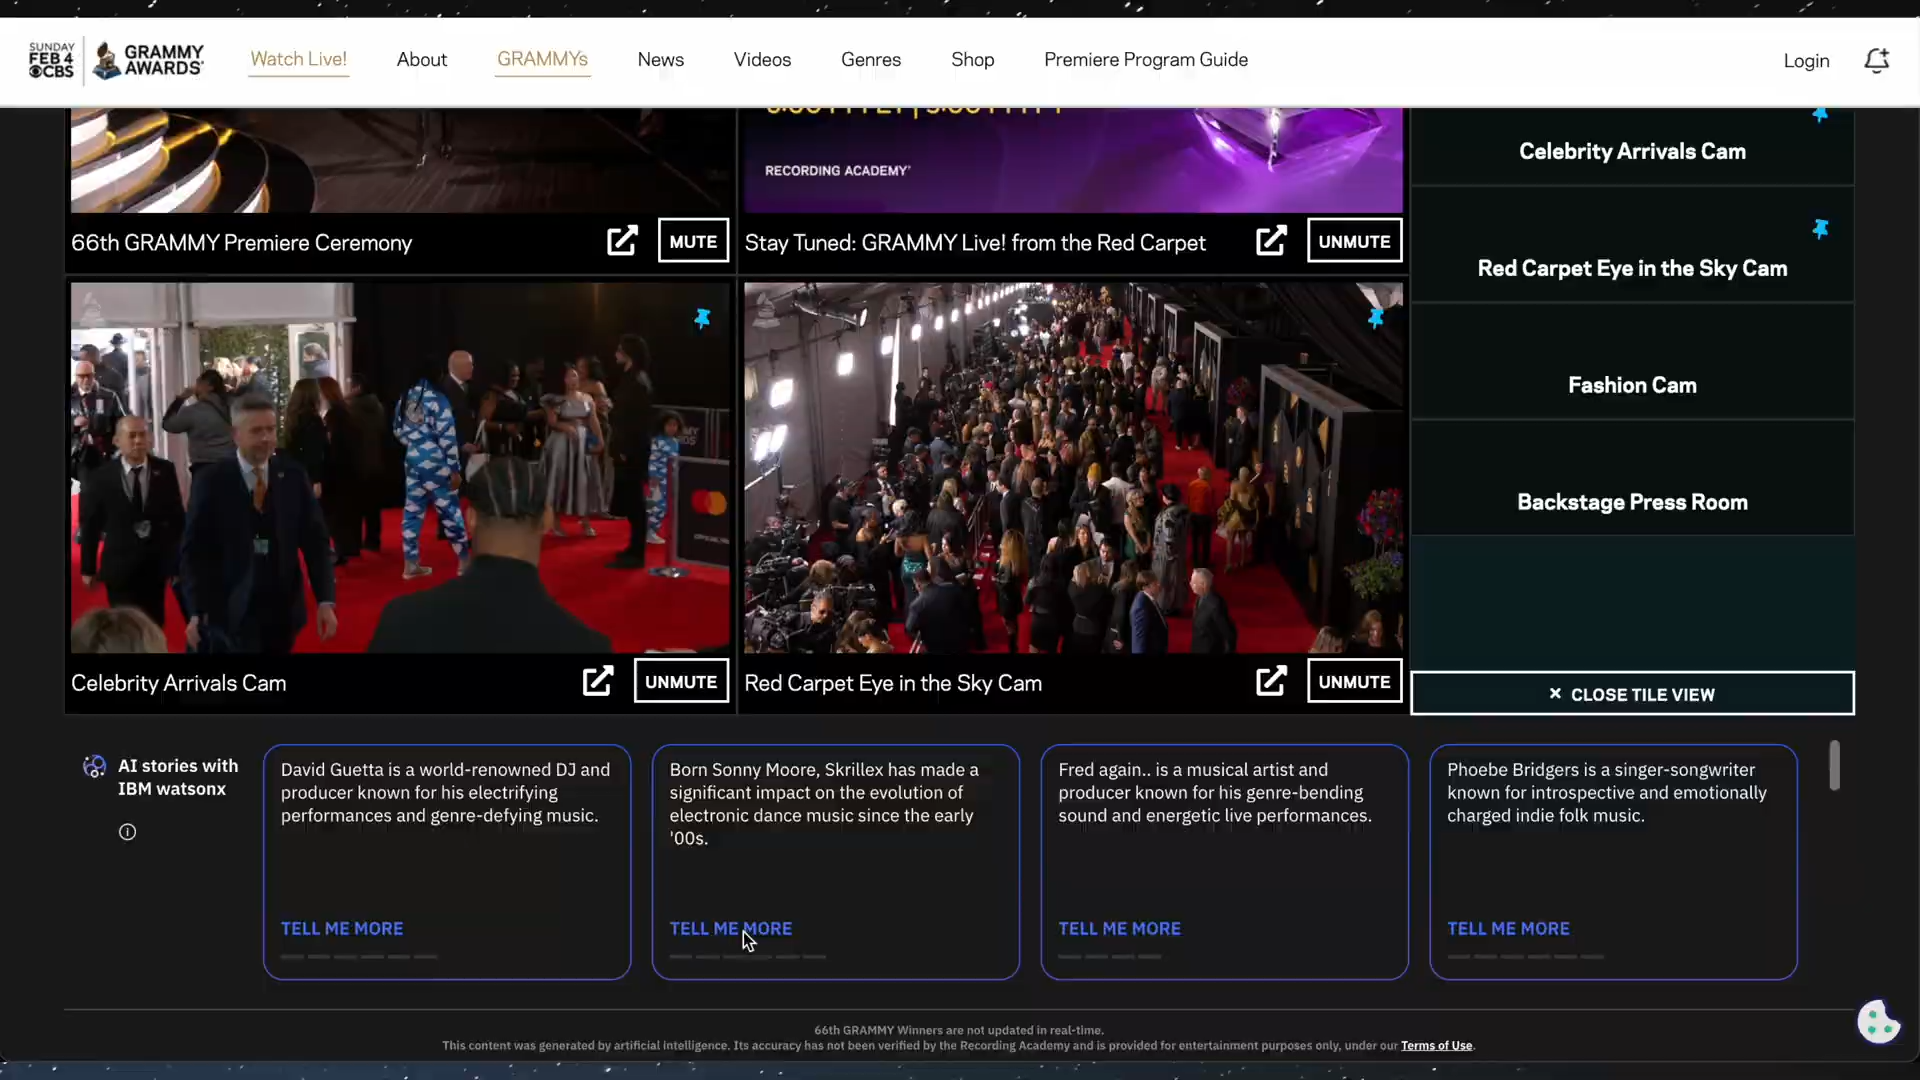 SUNDAY
FEB 4
CBS
GRAMMY
AWARDS
Watch Live!
About
GRAMMYs
News
Videos
Genres
Shop
Premiere Program Guide
Login
RECORDING ACADEMY
66th GRAMMY Premiere Ceremony
MUTE
Stay Tuned: GRAMMY Live! from the Red Carpet
UNMUTE
Celebrity Arrivals Cam
Red Carpet Eye in the Sky Cam
Fashion Cam
Backstage Press Room
× CLOSE TILE VIEW
Celebrity Arrivals Cam
UNMUTE
Red Carpet Eye in the Sky Cam
UNMUTE
AI stories with
IBM watsonx
David Guetta is a world-renowned DJ and
producer known for his electrifying
performances and genre-defying music.
TELL ME MORE
Born Sonny Moore, Skrillex has made a
significant impact on the evolution of
electronic dance music since the early
'00s.
TELL ME MORE
Fred again.. is a musical artist and
producer known for his genre-bending
sound and energetic live performances.
TELL ME MORE
Phoebe Bridgers is a singer-songwriter
known for introspective and emotionally
charged indie folk music.
TELL ME MORE
66th GRAMMY Winners are not updated in real-time.
This content was generated by artificial intelligence. Its accuracy has not been verified by the Recording Academy and is provided for entertainment purposes only, under our Terms of Use.